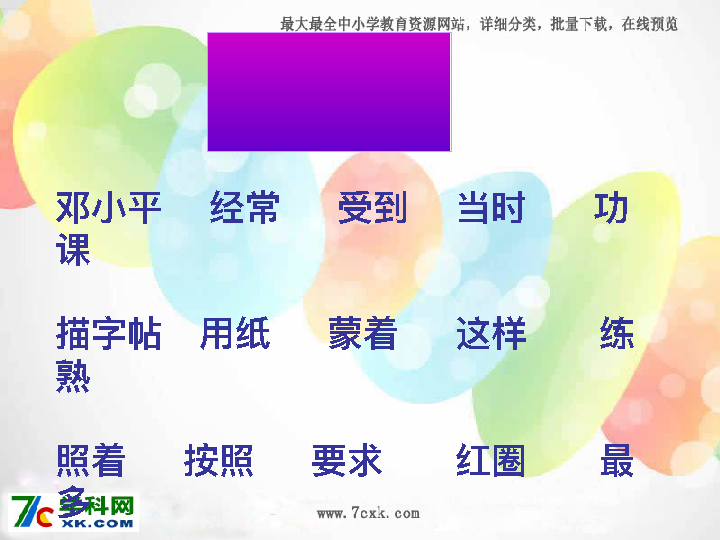 最大最全中小学教育资源网站，详细分类，批量下载，在线预览
邓小平 经常 受到 当时 功
课
描字帖 用纸 蒙着 这样 练
熟
照着 按照 要求 红圈 最
多
7C 学科网
XK.COM
www.7cxk.com